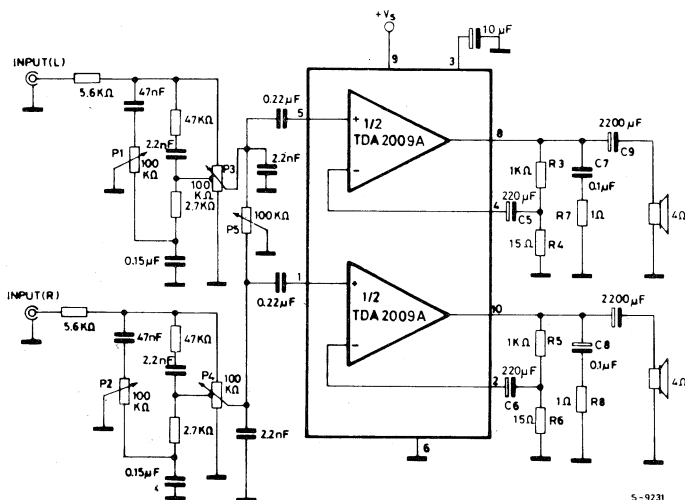 +Vs
10 µF
INPUT(L)
9
3
5.6KΩ
47nF
47KΩ
0.22µF
5
+
1/2
TDA 2009A
8
2200µF
C9
2.2nF
P1
100
KΩ
P3
100
KΩ
2.2nF
1KΩ
R3
C7
0.1µF
−
220µF
4
C5
2.7KΩ
P5
100KΩ
R7
1Ω
4Ω
15Ω
R4
0.15µF
1
INPUT(R)
0.22µF
+
5.6KΩ
47nF
47KΩ
1/2
TDA 2009A
10
2200µF
2,2nF
1KΩ
R5
C8
0.1µF
P2
100
KΩ
P4
100
KΩ
−
220µF
2
C6
4Ω
2.7KΩ
2.2nF
15Ω
R6
1Ω
R8
6
0.15µF
S-9231